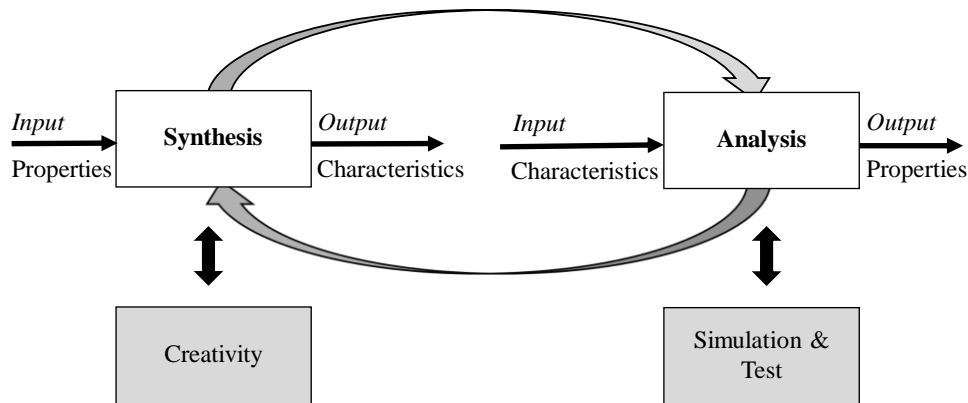 Input
Properties
Synthesis
Output
Characteristics
Input
Characteristics
Analysis
Output
Properties
Creativity
Simulation &
Test